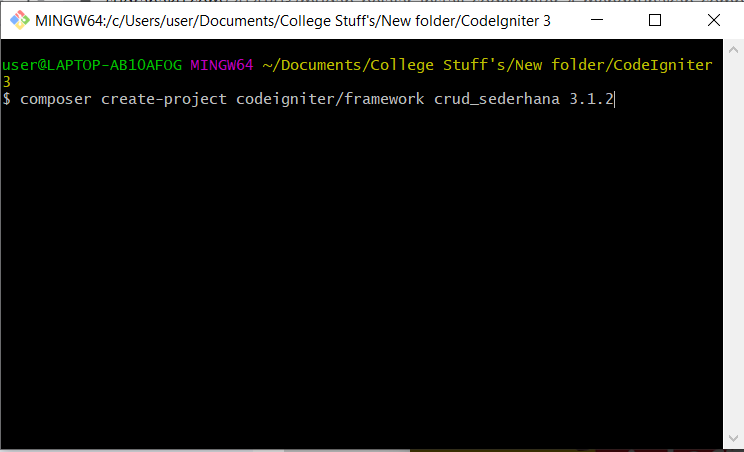 MINGW64:/c/Users/user/Documents/College Stuff's/New folder/CodeIgniter 3
user@LAPTOP-AB1OAFOG MINGW64 ~/Documents/College Stuff's/New folder/CodeIgniter
3
$ composer create-project codeigniter/framework crud_sederhana 3.1.2